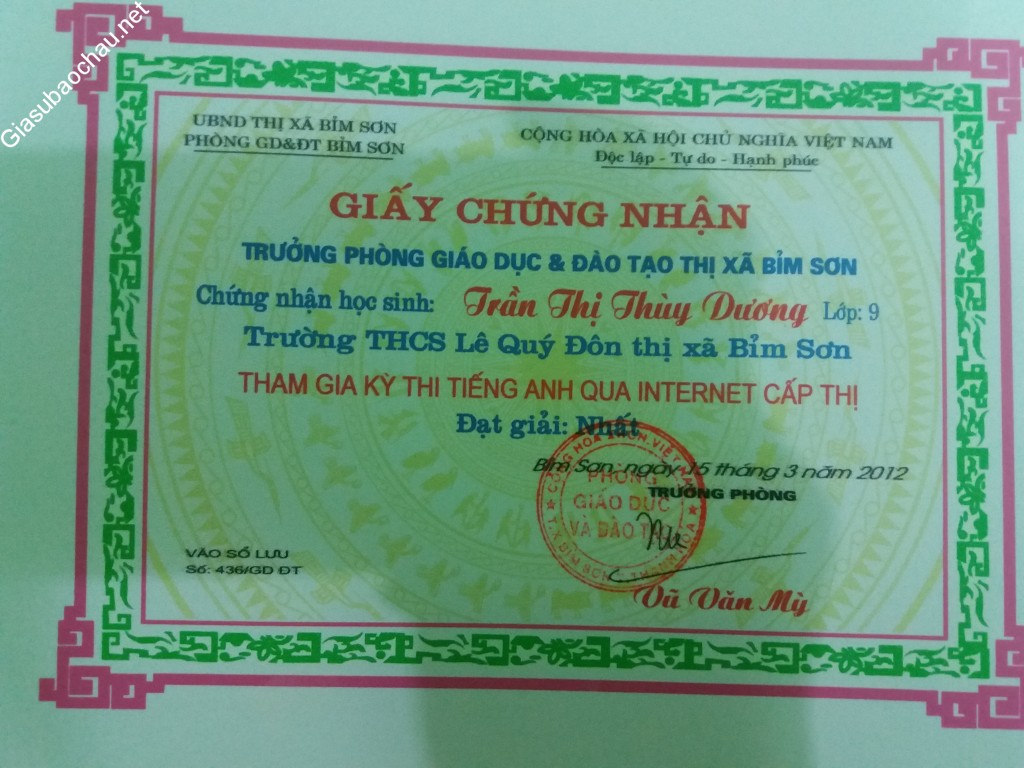 Giasubaochau.net
UBND THỊ XÃ BỈM SƠN
PHÒNG GD&ĐT BỈM SƠN
CỘNG HÒA XÃ HỘI CHỦ NGHĨA VIỆT NAM
Độc lập - Tự do - Hạnh phúc
GIẤY CHỨNG NHẬN
TRƯỞNG PHÒNG GIÁO DỤC & ĐÀO TẠO THỊ XÃ BỈM SƠN
Chứng nhận học sinh: Trần Thị Thùy Dương Lớp: 9
Trường THCS Lê Quý Đôn thị xã Bỉm Sơn
THAM GIA KỲ THI TIẾNG ANH QUA INTERNET CẤP THỊ
Đạt giải: Nhất
Bỉm Sơn, ngày 15 tháng 3 năm 2012
TRƯỞNG PHÒNG
PHÒNG
GIÁO DỤC
VÀ ĐÀO
VÀO SỔ LƯU
Số: 436/GD ĐT
Vũ Văn Mỳ